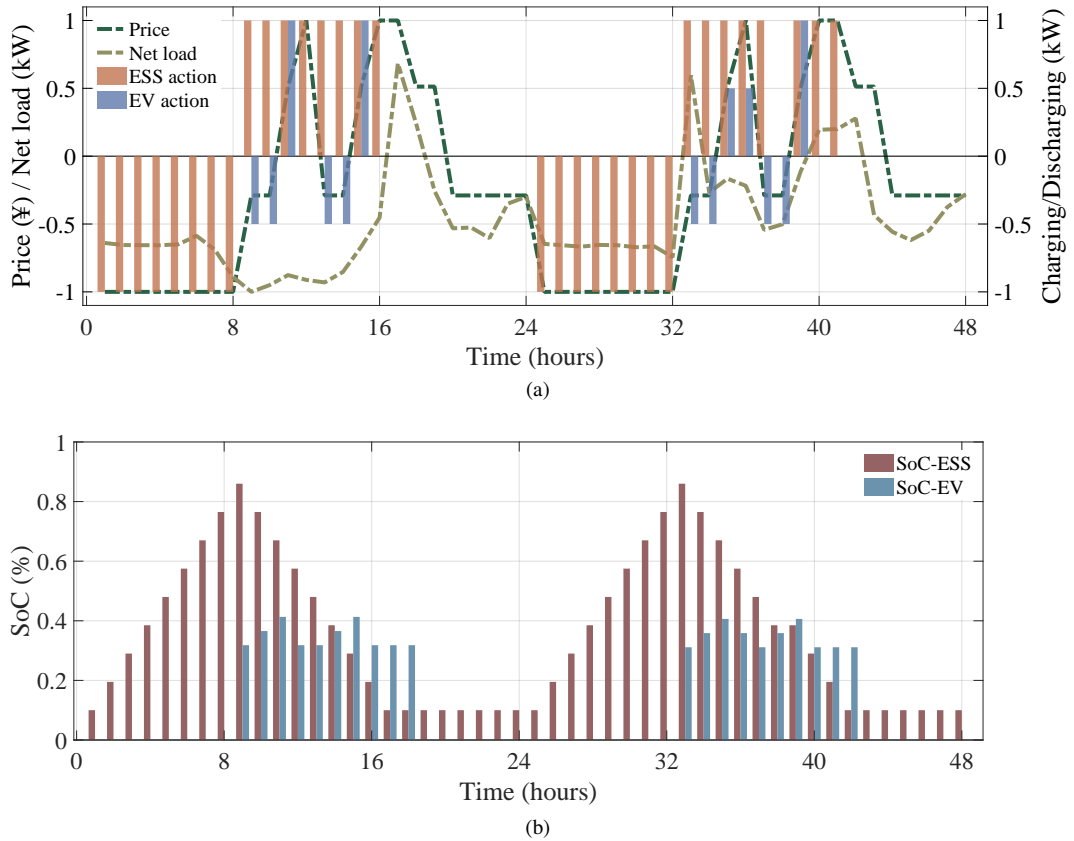 Price
Net load
ESS action
EV action
Price (¥) / Net load (kW)
1
0.5
0
-0.5
-1
Charging/Discharging (kW)
1
0.5
0
-0.5
-1
0 8 16 24 32 40 48
Time (hours)
(a)
SoC-ESS
SoC-EV
SoC (%)
1
0.8
0.6
0.4
0.2
0
0 8 16 24 32 40 48
Time (hours)
(b)